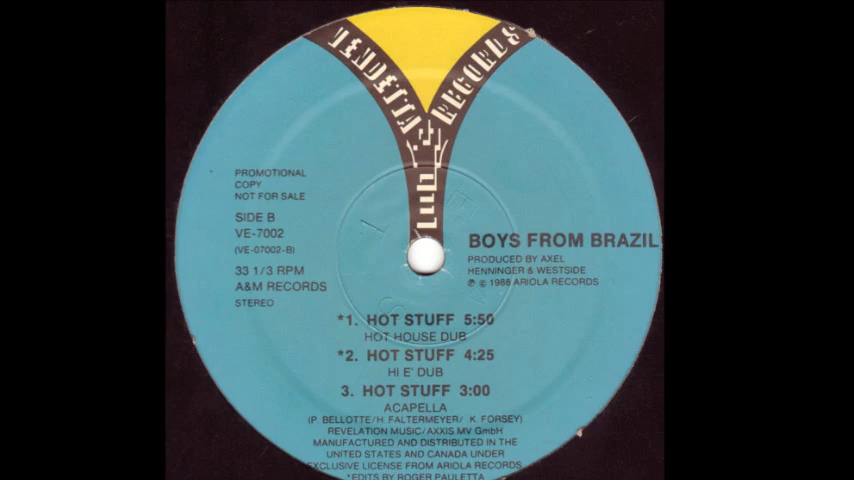 VENDETTA RECORDS
PROMOTIONAL
COPY
NOT FOR SALE
SIDE B
VE-7002
(VE-07002-B)
33 1/3 RPM
A&M RECORDS
STEREO
BOYS FROM BRAZIL
PRODUCED BY AXEL
HENNINGER & WESTSIDE
℗ © 1986 ARIOLA RECORDS
*1. HOT STUFF 5:50
HOT HOUSE DUB
*2. HOT STUFF 4:25
HI E' DUB
3. HOT STUFF 3:00
ACAPELLA
(P. BELLOTTE/H. FALTERMEYER/ K. FORSEY)
REVELATION MUSIC/AXXIS MV GmbH
MANUFACTURED AND DISTRIBUTED IN THE
UNITED STATES AND CANADA UNDER
EXCLUSIVE LICENSE FROM ARIOLA RECORDS
*EDITS BY ROGER PAULETTA